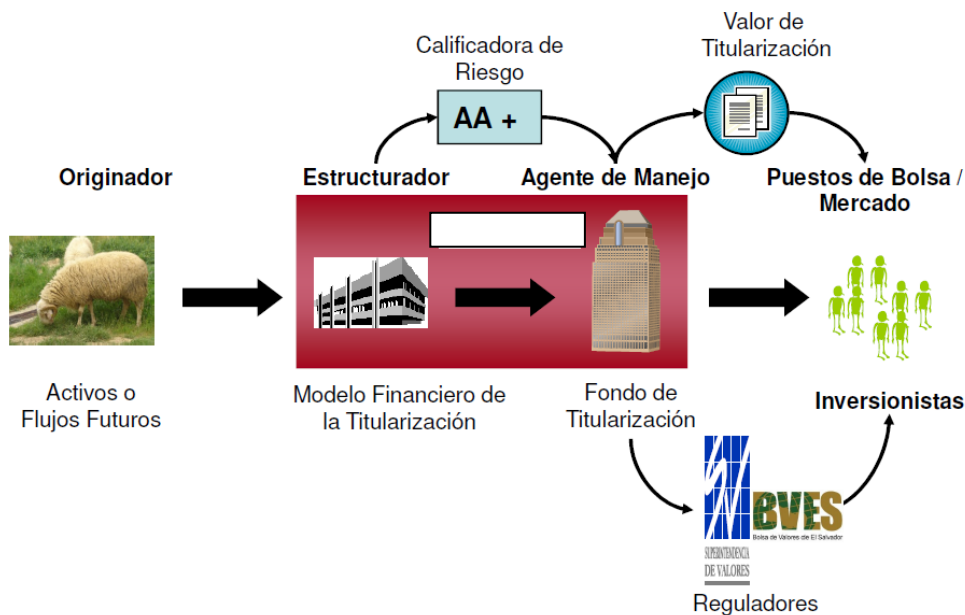 Calificadora de
Riesgo
AA +
Valor de
Titularización
Originador
Estructurador
Agente de Manejo
Puestos de Bolsa /
Mercado
Activos o
Flujos Futuros
Modelo Financiero de
la Titularización
Fondo de
Titularización
Inversionistas
BVES
Bolsa de Valores de El Salvador
SUPERINTENDENCIA
DE VALORES
Reguladores